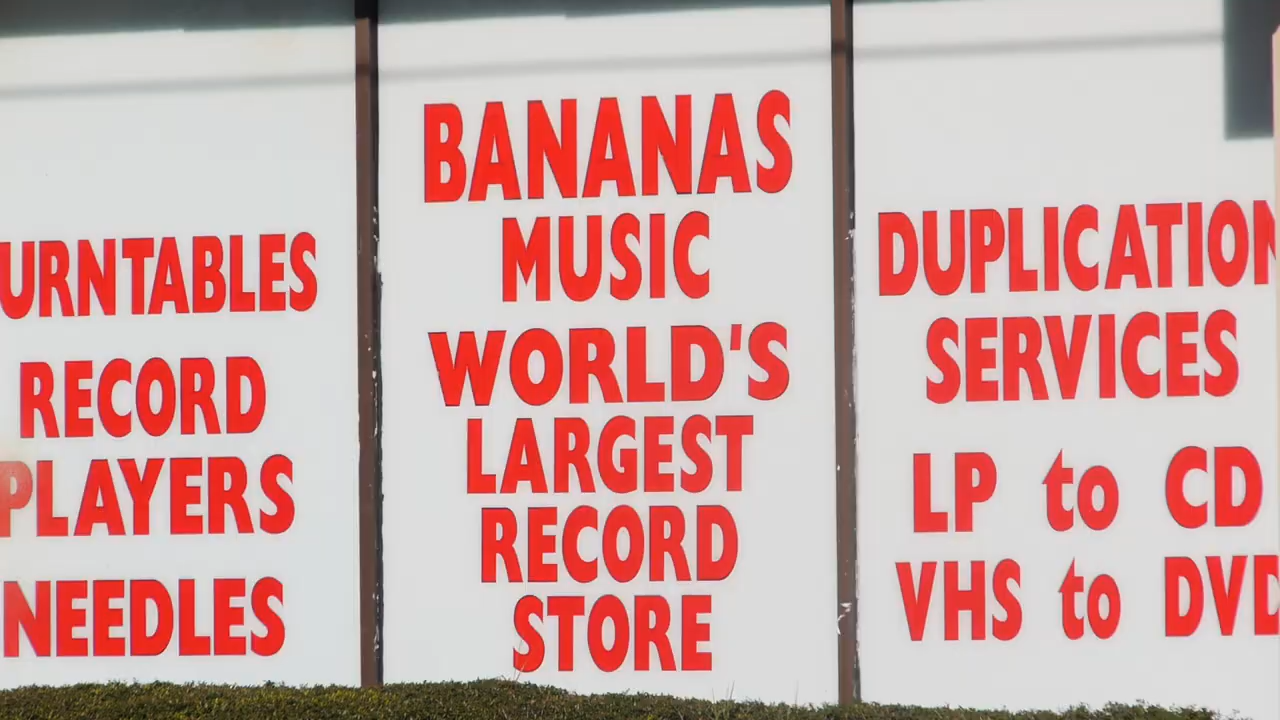 URNTABLES
RECORD
PLAYERS
NEEDLES
BANANAS
MUSIC
WORLD'S
LARGEST
RECORD
STORE
DUPLICATION
SERVICES
LP to CD
VHS to DVD